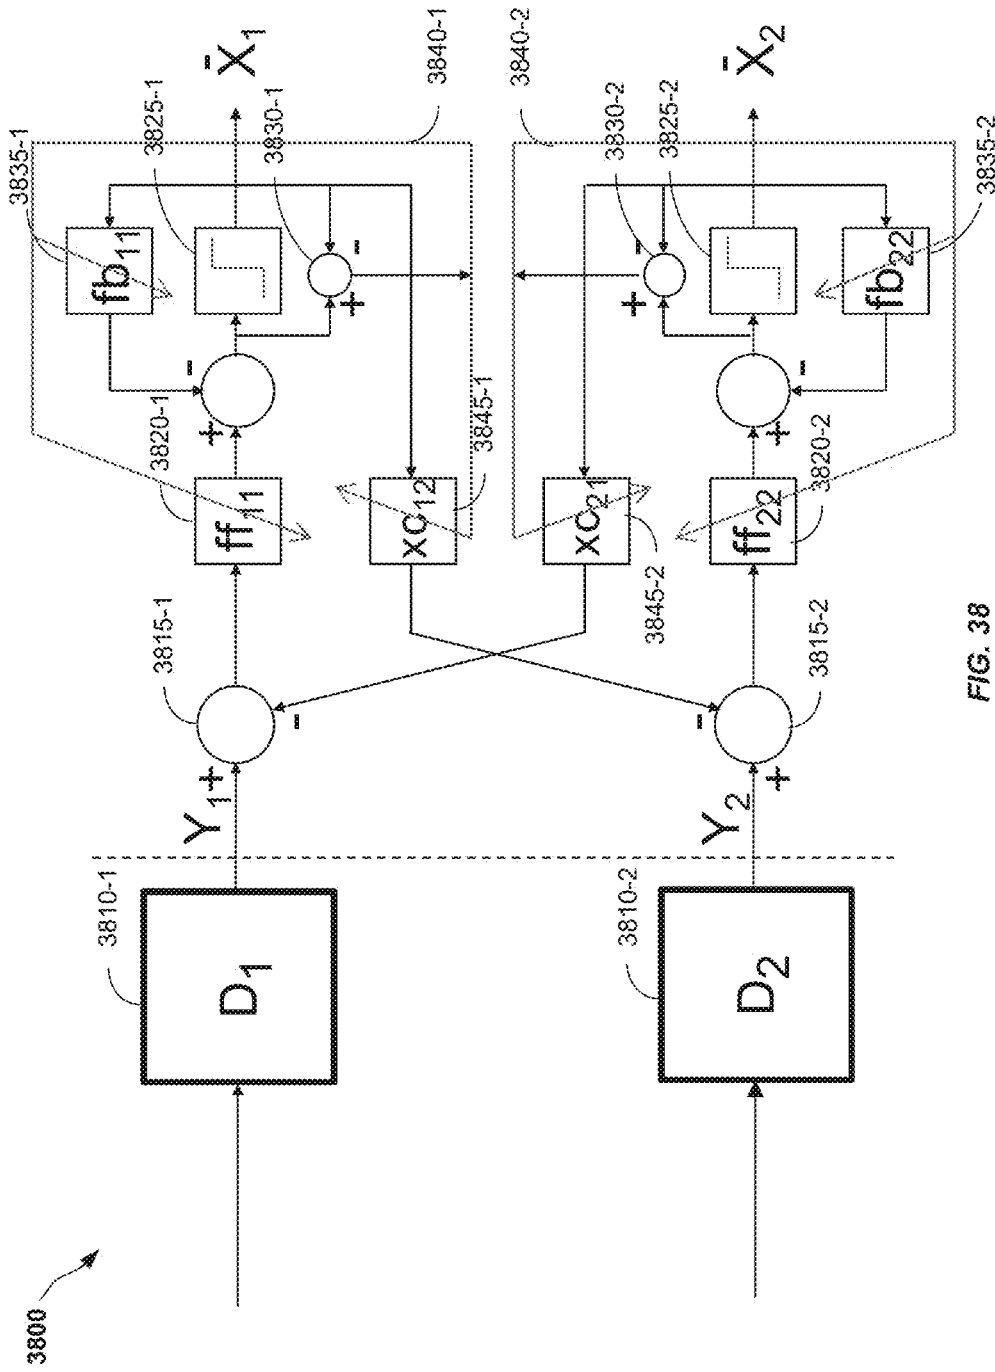 3800
3810-1
D1
Y1
+
3815-1
-
3820-1
ff11
+
-
3835-1
fb11
3825-1
3830-1
+
-
3840-1
X̄1
3845-1
xc12
3810-2
D2
Y2
+
3815-2
-
3845-2
xc21
3820-2
ff22
+
-
3840-2
3830-2
+
-
3825-2
fb22
3835-2
X̄2
FIG. 38